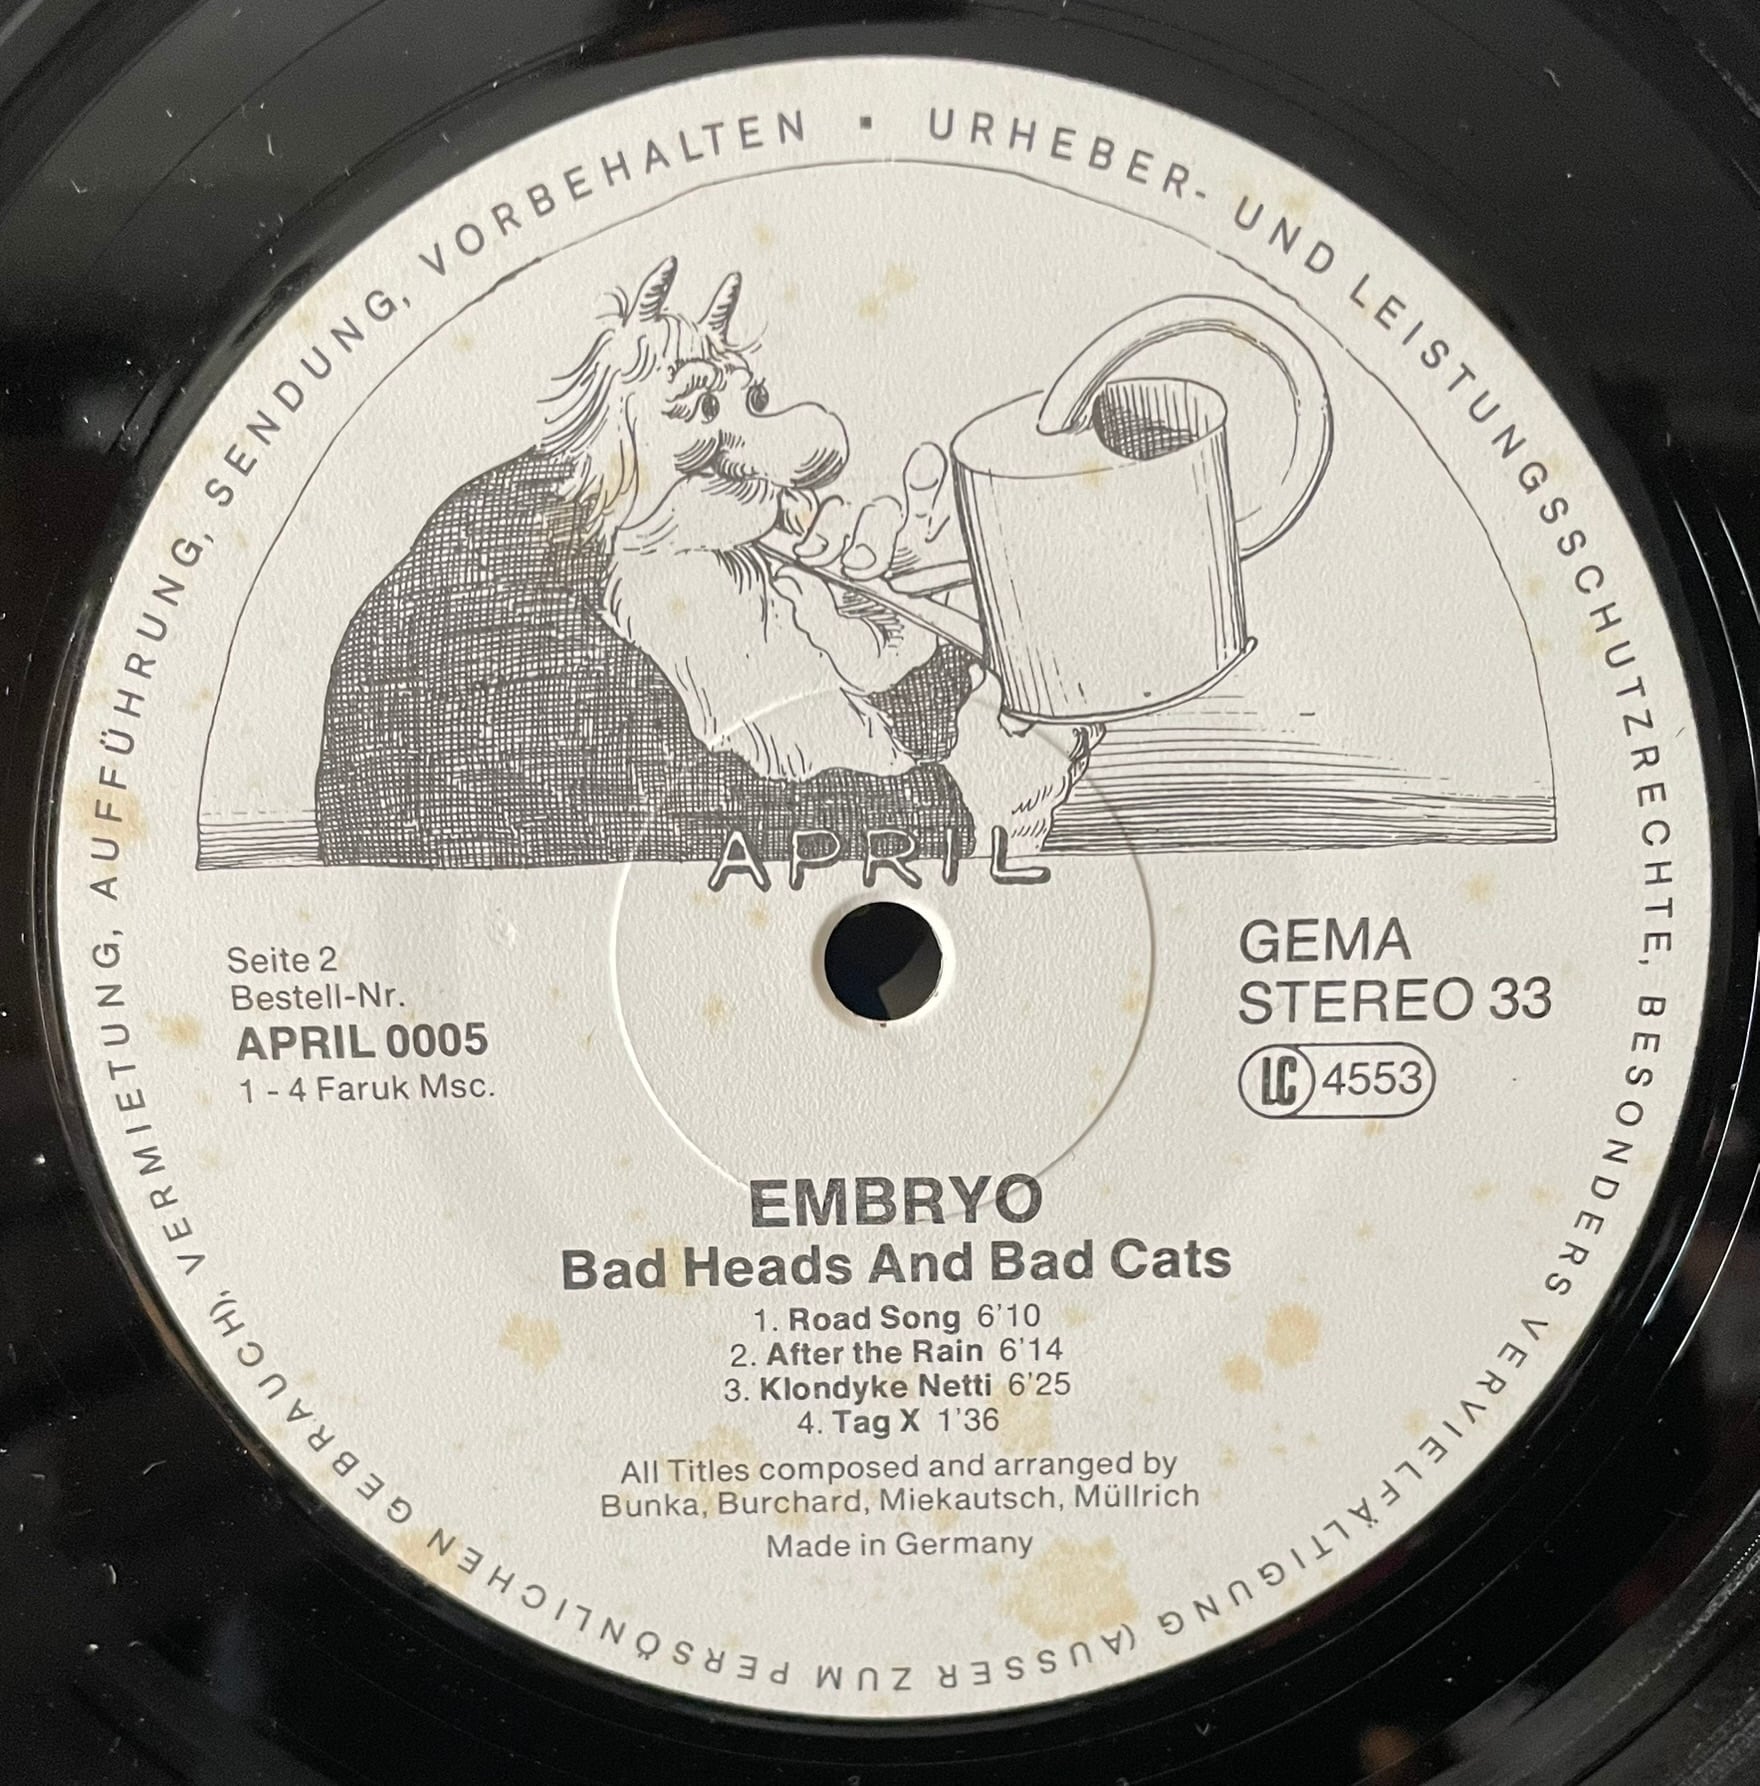 URHEBER- UND LEISTUNGSSCHUTZRECHTE, BESONDERS VERVIELFÄLTIGUNG (AUSSER ZUM PERSÖNLICHEN GEBRAUCH), VERMIETUNG, AUFFÜHRUNG, SENDUNG, VORBEHALTEN ▪
APRIL
Seite 2
Bestell-Nr.
APRIL 0005
1 - 4 Faruk Msc.
GEMA
STEREO 33
LC 4553
EMBRYO
Bad Heads And Bad Cats
1. Road Song 6'10
2. After the Rain 6'14
3. Klondyke Netti 6'25
4. Tag X 1'36
All Titles composed and arranged by
Bunka, Burchard, Miekautsch, Müllrich
Made in Germany